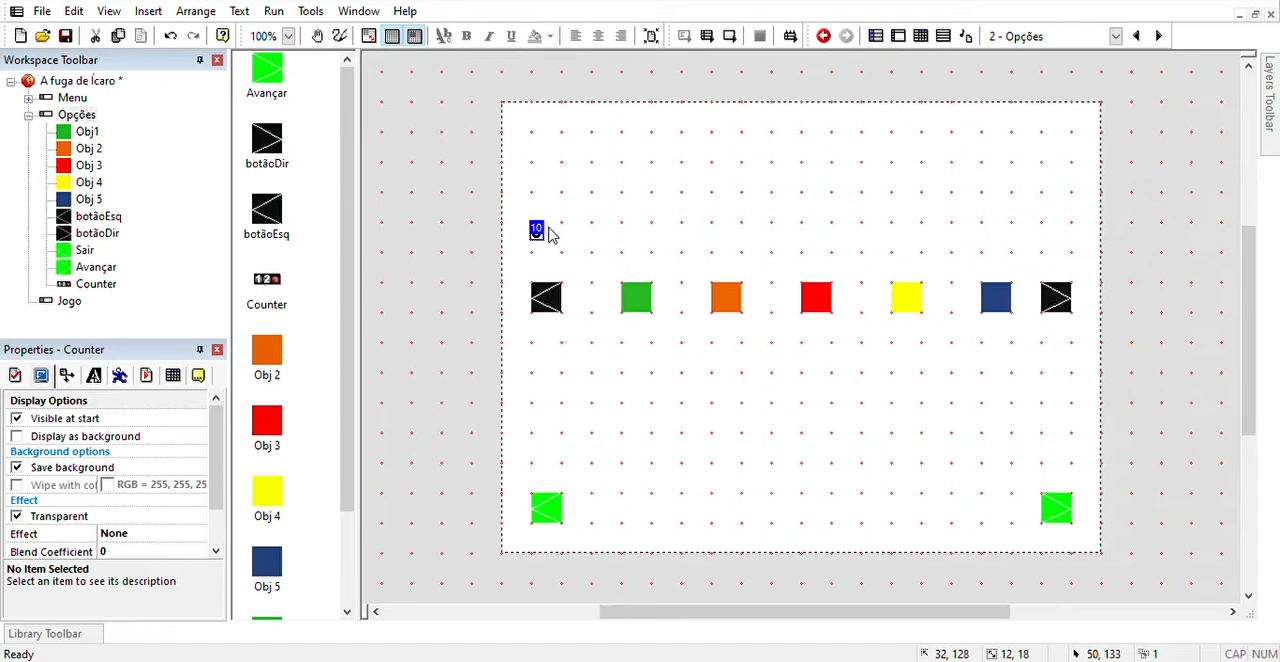 File Edit View Insert Arrange Text Run Tools Window Help
100% B I U 2 - Opções
Workspace Toolbar
A fuga de Ícaro *
Menu
Opções
Obj1
Obj 2
Obj 3
Obj 4
Obj 5
botãoEsq
botãoDir
Sair
Avançar
Counter
Jogo
Properties - Counter
Display Options
Visible at start
Display as background
Background options
Save background
Wipe with col RGB = 255, 255, 25
Effect
Transparent
Effect None
Blend Coefficient 0
No Item Selected
Select an item to see its description
Library Toolbar
Ready
Avançar
botãoDir
botãoEsq
123
Counter
Obj 2
Obj 3
Obj 4
Obj 5
10
Layers Toolbar
32, 128 12, 18 50, 133 1 CAP NUM